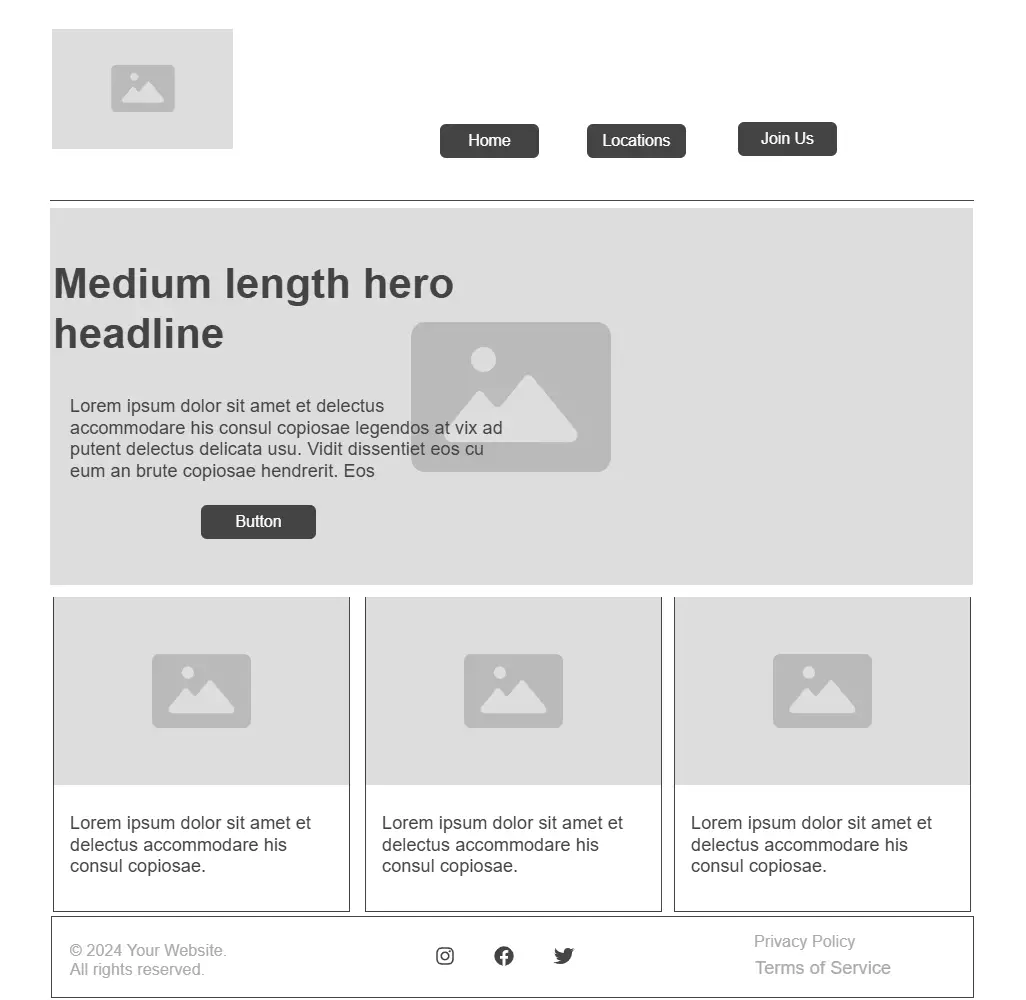 Home
Locations
Join Us
Medium length hero
headline
Lorem ipsum dolor sit amet et delectus
accommodare his consul copiosae legendos at vix ad
putent delectus delicata usu. Vidit dissentiet eos cu
eum an brute copiosae hendrerit. Eos
Button
Lorem ipsum dolor sit amet et
delectus accommodare his
consul copiosae.
Lorem ipsum dolor sit amet et
delectus accommodare his
consul copiosae.
Lorem ipsum dolor sit amet et
delectus accommodare his
consul copiosae.
© 2024 Your Website.
All rights reserved.
Privacy Policy
Terms of Service